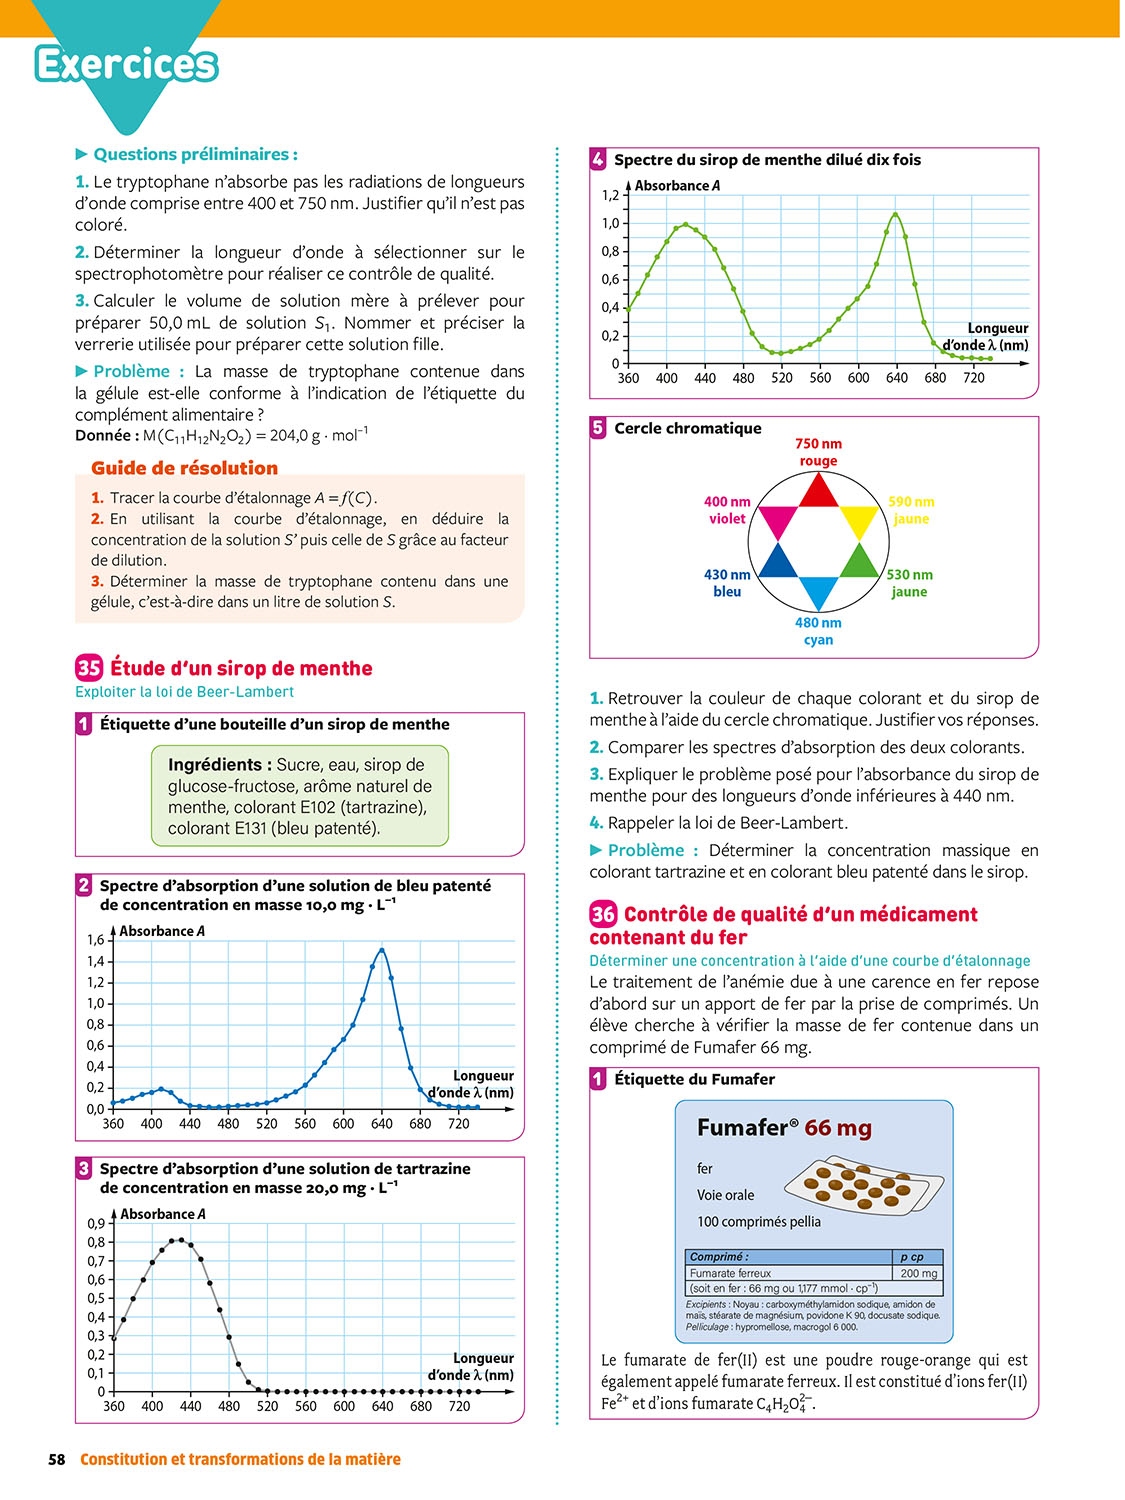 Exercices
► Questions préliminaires :
1. Le tryptophane n'absorbe pas les radiations de longueurs
d'onde comprise entre 400 et 750 nm. Justifier qu'il n'est pas
coloré.
2. Déterminer la longueur d'onde à sélectionner sur le
spectrophotomètre pour réaliser ce contrôle de qualité.
3. Calculer le volume de solution mère à prélever pour
préparer 50,0 mL de solution S₁. Nommer et préciser la
verrerie utilisée pour préparer cette solution fille.
► Problème : La masse de tryptophane contenue dans
la gélule est-elle conforme à l'indication de l'étiquette du
complément alimentaire ?
Donnée : M(C₁₁H₁₂N₂O₂) = 204,0 g · mol⁻¹
Guide de résolution
1. Tracer la courbe d'étalonnage A = f(C).
2. En utilisant la courbe d'étalonnage, en déduire la
concentration de la solution S' puis celle de S grâce au facteur
de dilution.
3. Déterminer la masse de tryptophane contenu dans une
gélule, c'est-à-dire dans un litre de solution S.
35 Étude d'un sirop de menthe
Exploiter la loi de Beer-Lambert
1 Étiquette d'une bouteille d'un sirop de menthe
Ingrédients : Sucre, eau, sirop de
glucose-fructose, arôme naturel de
menthe, colorant E102 (tartrazine),
colorant E131 (bleu patenté).
2 Spectre d'absorption d'une solution de bleu patenté
de concentration en masse 10,0 mg · L⁻¹
Absorbance A
1,6
1,4
1,2
1,0
0,8
0,6
0,4
0,2
0,0
Longueur
d'onde λ (nm)
360 400 440 480 520 560 600 640 680 720
3 Spectre d'absorption d'une solution de tartrazine
de concentration en masse 20,0 mg · L⁻¹
Absorbance A
0,9
0,8
0,7
0,6
0,5
0,4
0,3
0,2
0,1
0
Longueur
d'onde λ (nm)
360 400 440 480 520 560 600 640 680 720
4 Spectre du sirop de menthe dilué dix fois
Absorbance A
1,2
1,0
0,8
0,6
0,4
0,2
0
Longueur
d'onde λ (nm)
360 400 440 480 520 560 600 640 680 720
5 Cercle chromatique
750 nm
rouge
400 nm
violet
590 nm
jaune
430 nm
bleu
530 nm
jaune
480 nm
cyan
1. Retrouver la couleur de chaque colorant et du sirop de
menthe à l'aide du cercle chromatique. Justifier vos réponses.
2. Comparer les spectres d'absorption des deux colorants.
3. Expliquer le problème posé pour l'absorbance du sirop de
menthe pour des longueurs d'onde inférieures à 440 nm.
4. Rappeler la loi de Beer-Lambert.
► Problème : Déterminer la concentration massique en
colorant tartrazine et en colorant bleu patenté dans le sirop.
36 Contrôle de qualité d'un médicament
contenant du fer
Déterminer une concentration à l'aide d'une courbe d'étalonnage
Le traitement de l'anémie due à une carence en fer repose
d'abord sur un apport de fer par la prise de comprimés. Un
élève cherche à vérifier la masse de fer contenue dans un
comprimé de Fumafer 66 mg.
1 Étiquette du Fumafer
Fumafer® 66 mg
fer
Voie orale
100 comprimés pellia
Comprimé : p cp
Fumarate ferreux 200 mg
(soit en fer : 66 mg ou 1,177 mmol · cp⁻¹)
Excipients : Noyau : carboxyméthylamidon sodique, amidon de
maïs, stéarate de magnésium, povidone K 90, docusate sodique.
Pelliculage : hypromellose, macrogol 6 000.
Le fumarate de fer(II) est une poudre rouge-orange qui est
également appelé fumarate ferreux. Il est constitué d'ions fer(II)
Fe²⁺ et d'ions fumarate C₄H₂O₄²⁻.
58 Constitution et transformations de la matière